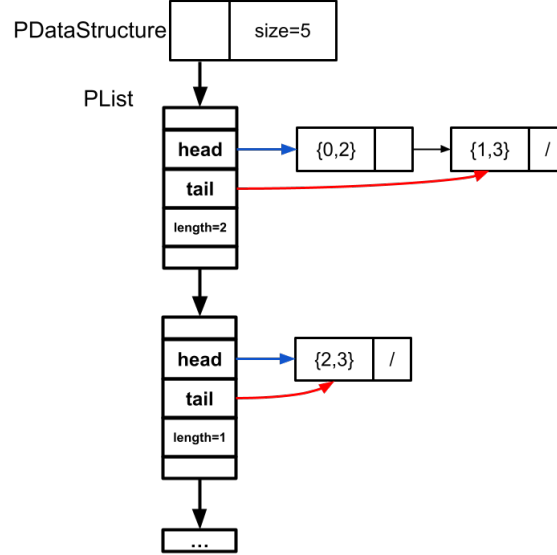 PDataStructure
size=5
PList
head
{0,2}
{1,3}
/
tail
length=2
head
{2,3}
/
tail
length=1
...